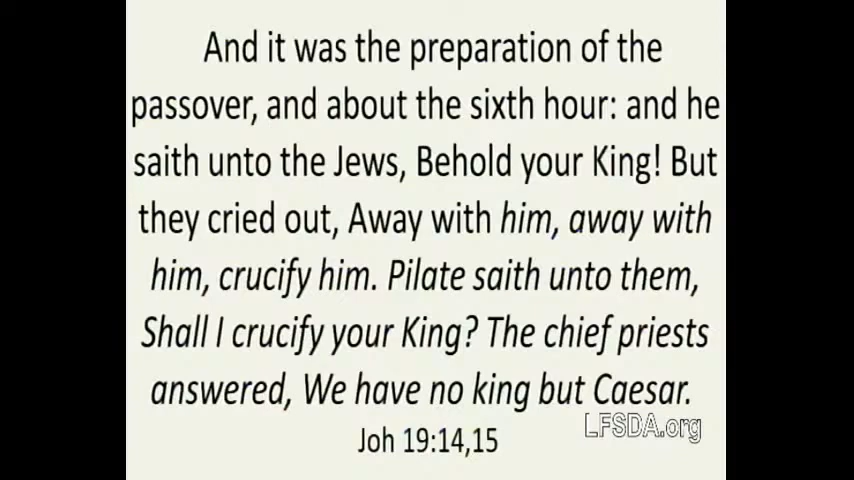 And it was the preparation of the
passover, and about the sixth hour: and he
saith unto the Jews, Behold your King! But
they cried out, Away with him, away with
him, crucify him. Pilate saith unto them,
Shall I crucify your King? The chief priests
answered, We have no king but Caesar.
Joh 19:14,15
LFSDA.org